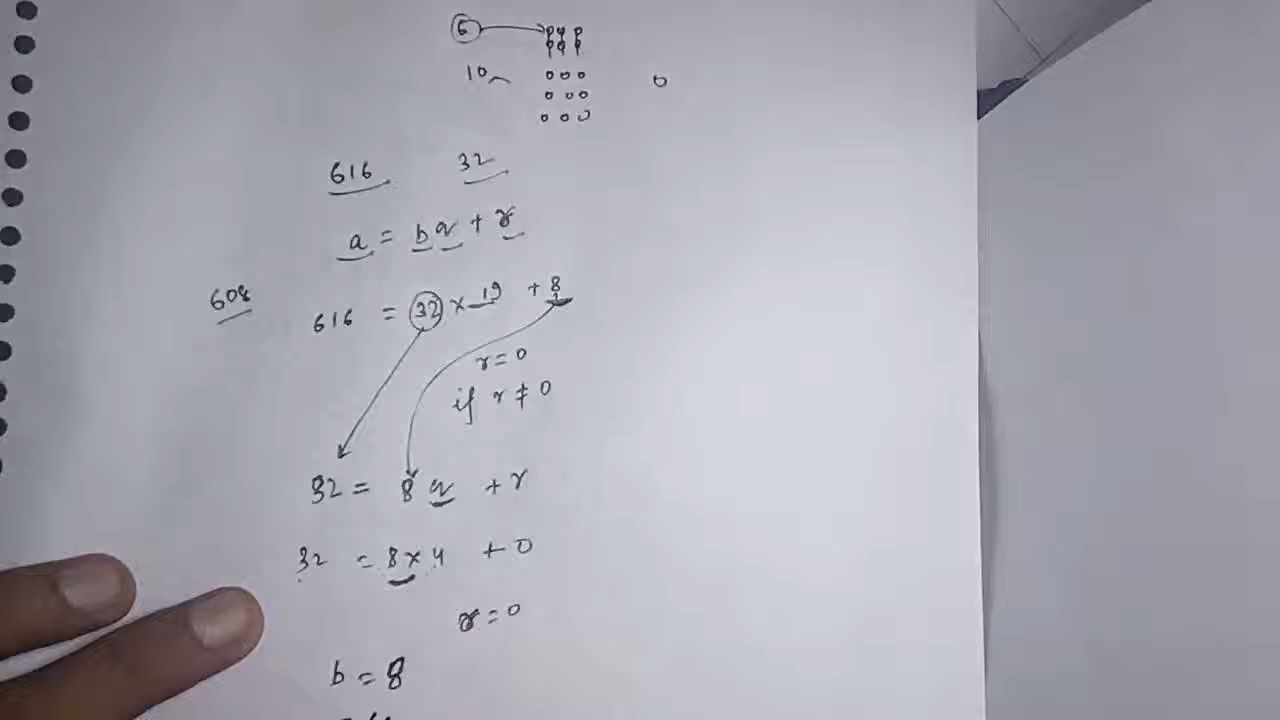 6
10
616 32
a = bq + r
608
616 = 32 × 19 + 8
r = 0
if r ≠ 0
32 = 8 q + r
32 = 8 × 4 + 0
r = 0
b = 8